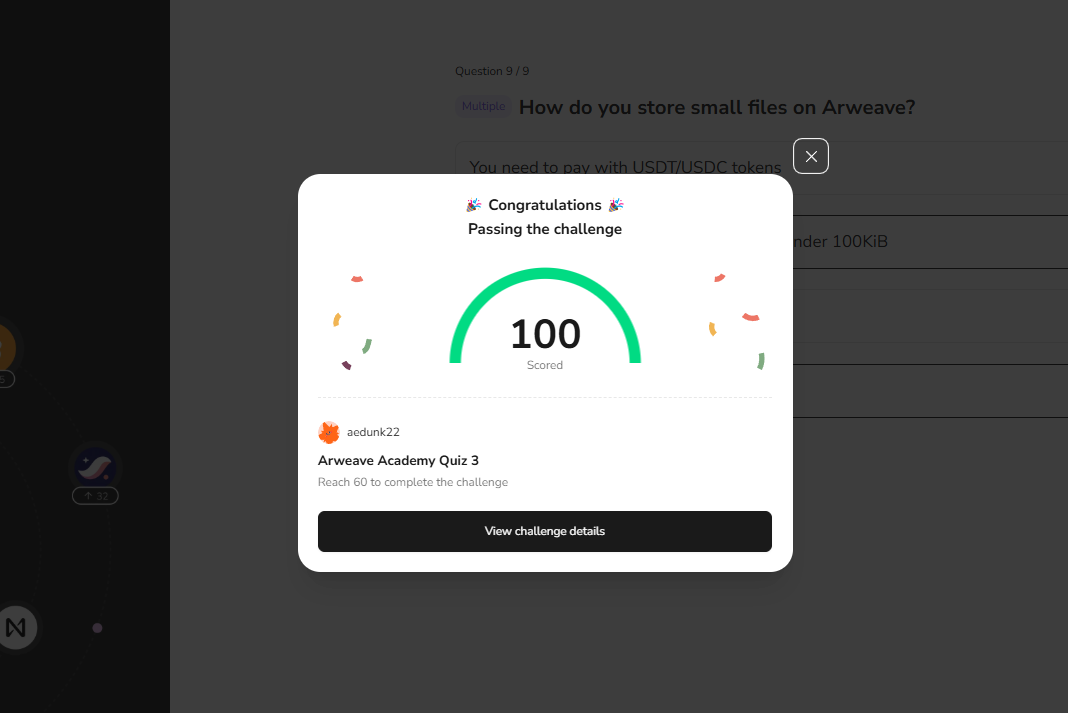 Question 9 / 9
Multiple How do you store small files on Arweave?
You need to pay with USDT/USDC tokens
nder 100KiB
🎉 Congratulations 🎉
Passing the challenge
100
Scored
aedunk22
Arweave Academy Quiz 3
Reach 60 to complete the challenge
View challenge details
5
↑ 32